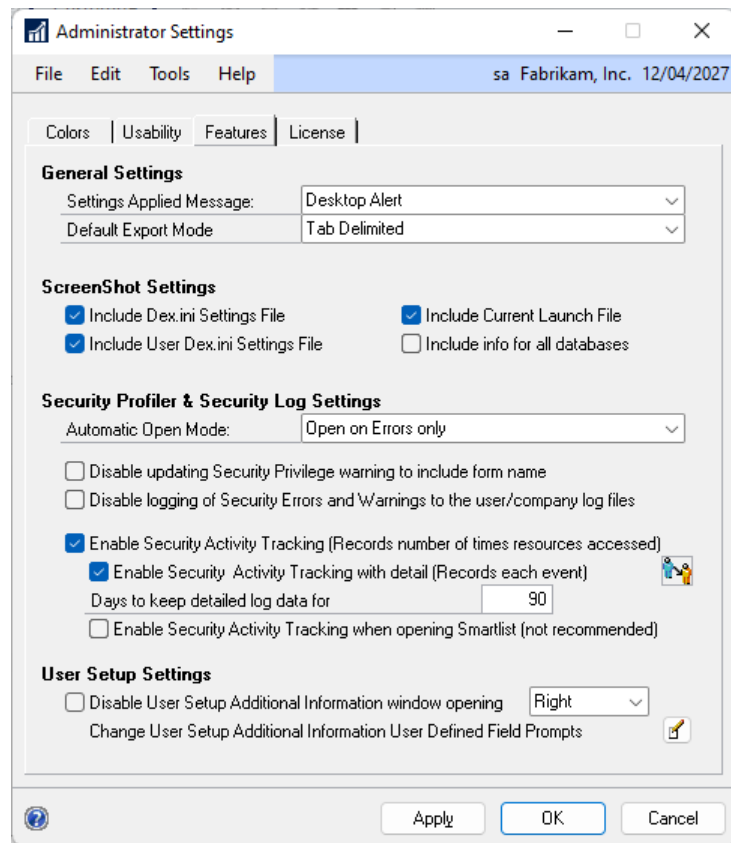 Administrator Settings
File Edit Tools Help sa Fabrikam, Inc. 12/04/2027
Colors Usability Features License
General Settings
Settings Applied Message: Desktop Alert
Default Export Mode Tab Delimited
ScreenShot Settings
Include Dex.ini Settings File Include Current Launch File
Include User Dex.ini Settings File Include info for all databases
Security Profiler & Security Log Settings
Automatic Open Mode: Open on Errors only
Disable updating Security Privilege warning to include form name
Disable logging of Security Errors and Warnings to the user/company log files
Enable Security Activity Tracking (Records number of times resources accessed)
Enable Security Activity Tracking with detail (Records each event)
Days to keep detailed log data for 90
Enable Security Activity Tracking when opening Smartlist (not recommended)
User Setup Settings
Disable User Setup Additional Information window opening Right
Change User Setup Additional Information User Defined Field Prompts
Apply OK Cancel